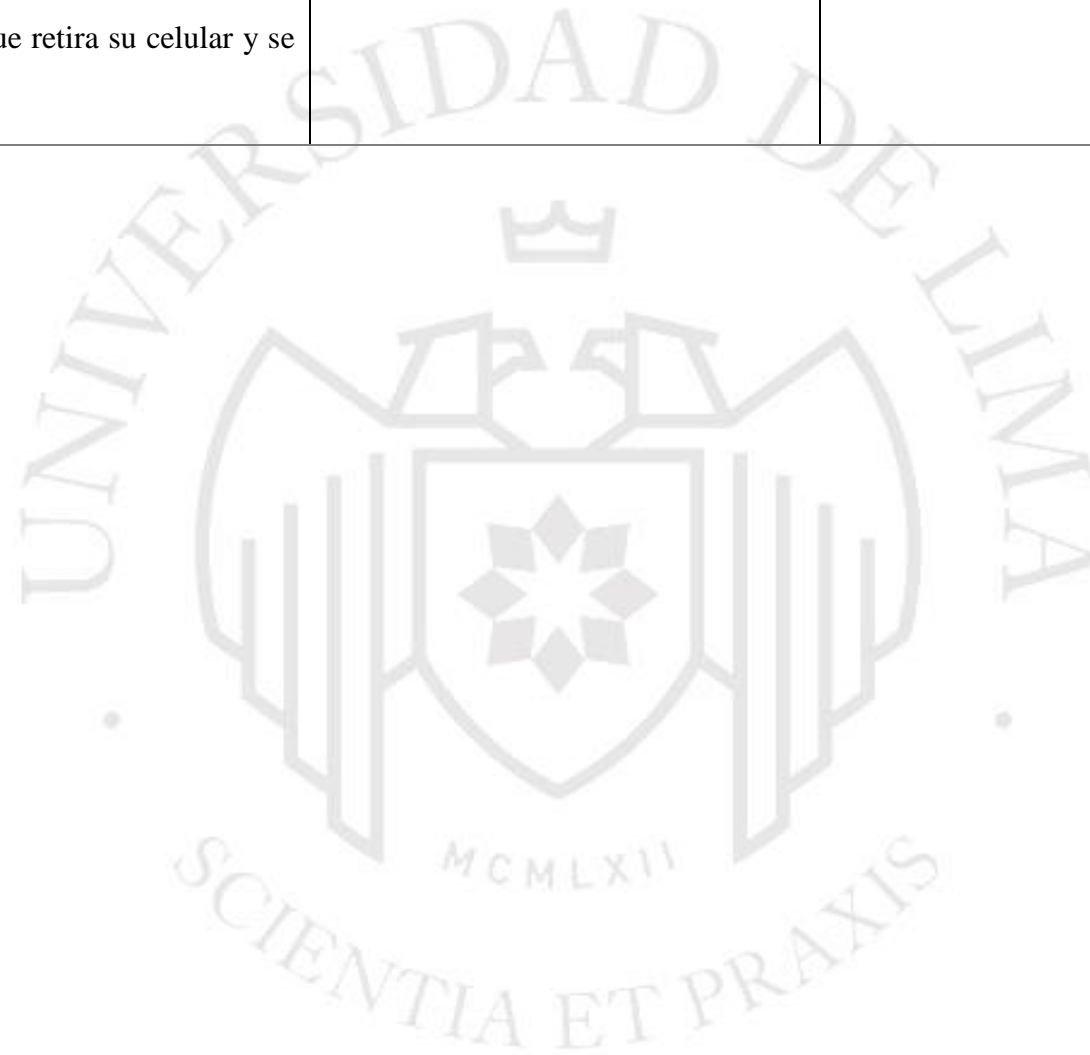 ue retira su celular y se
UNIVERSIDAD DE LIMA
MCMLXII
SCIENTIA ET PRAXIS